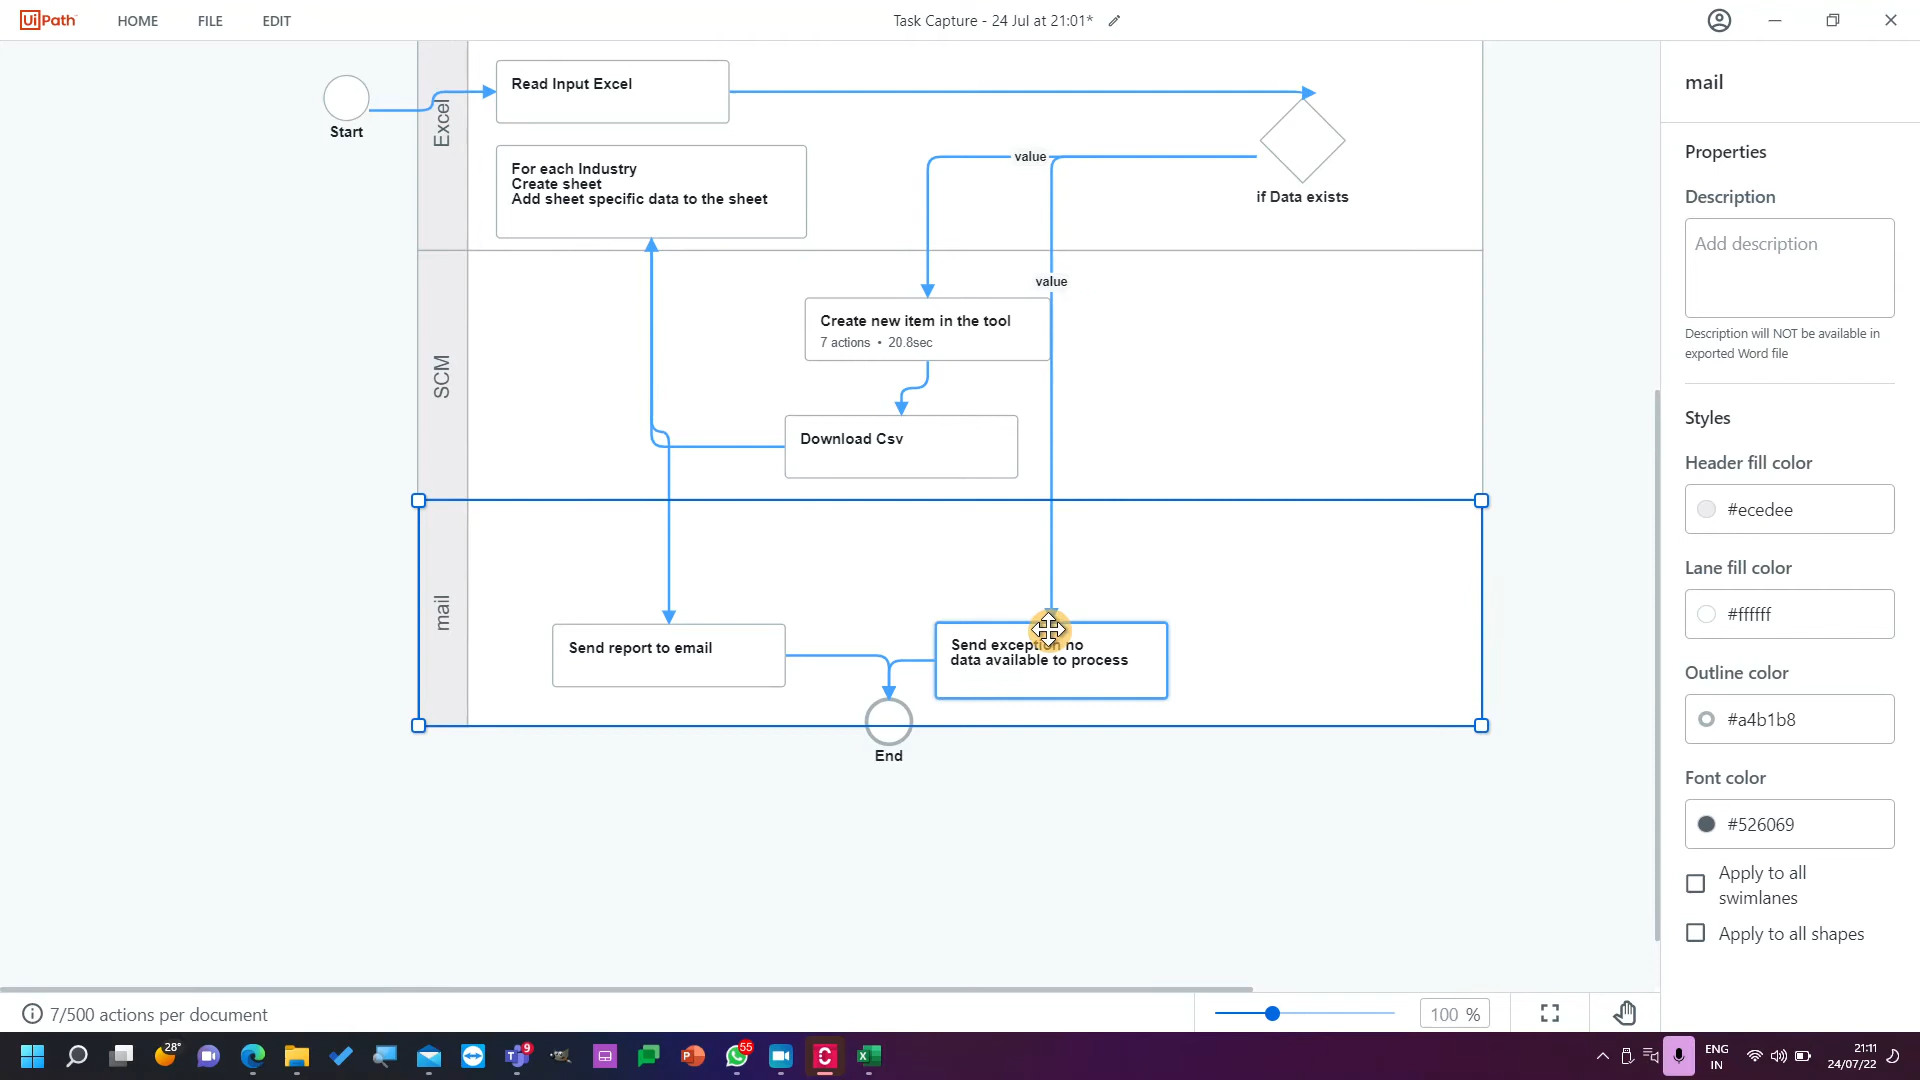 UiPath
HOME
FILE
EDIT
Task Capture - 24 Jul at 21:01*
Excel
Start
Read Input Excel
For each Industry
Create sheet
Add sheet specific data to the sheet
value
if Data exists
SCM
value
Create new item in the tool
7 actions • 20.8sec
Download Csv
mail
Send report to email
Send exception no
data available to process
End
mail
Properties
Description
Add description
Description will NOT be available in
exported Word file
Styles
Header fill color
#ecedee
Lane fill color
#ffffff
Outline color
#a4b1b8
Font color
#526069
Apply to all
swimlanes
Apply to all shapes
7/500 actions per document
100 %
28°
9
55
ENG
IN
21:11
24/07/22